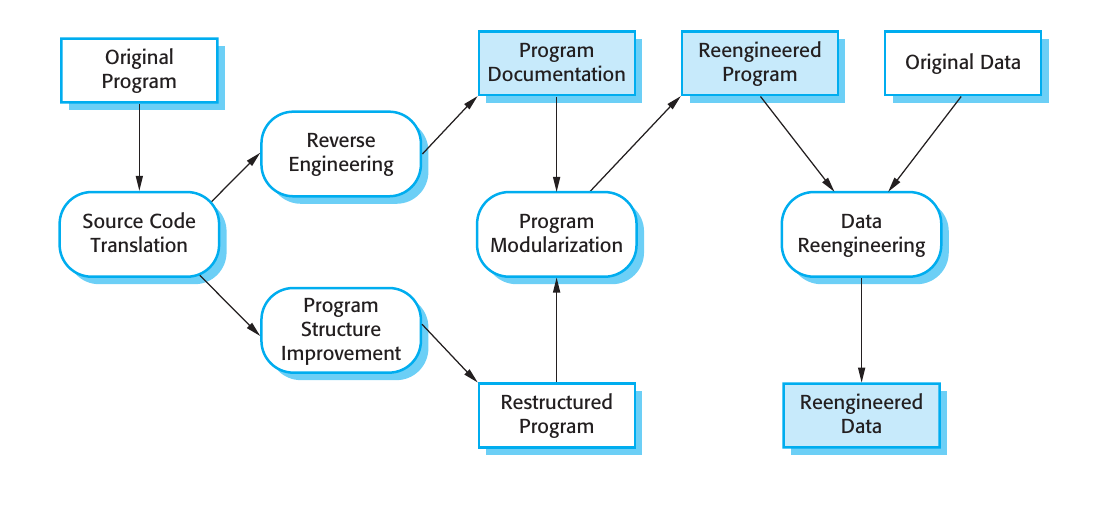 Original
Program
Program
Documentation
Reengineered
Program
Original Data
Reverse
Engineering
Source Code
Translation
Program
Modularization
Data
Reengineering
Program
Structure
Improvement
Restructured
Program
Reengineered
Data